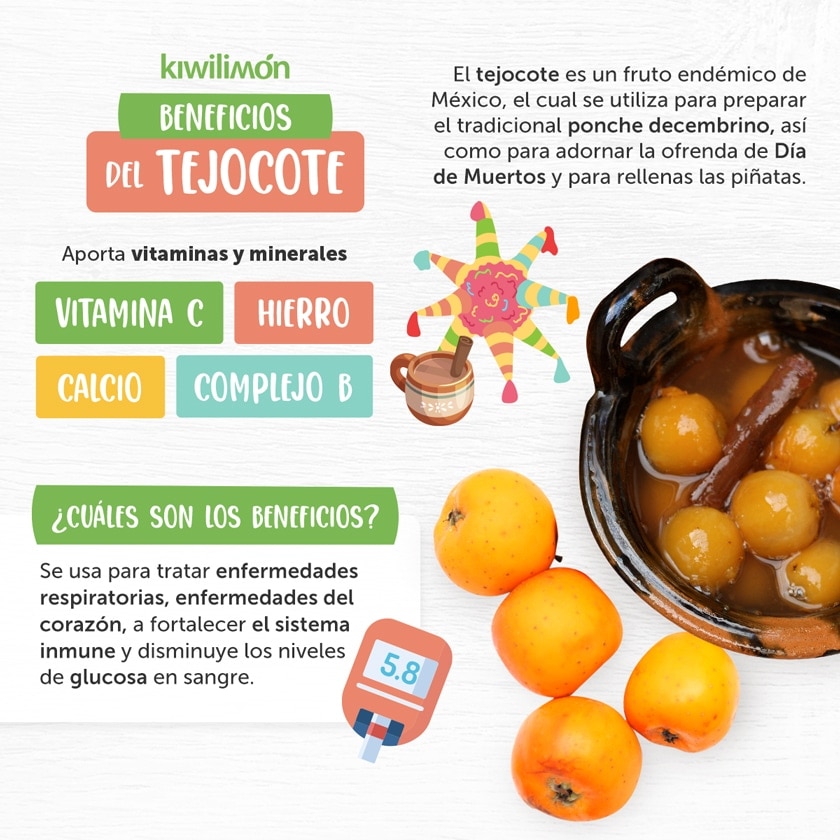 kiwilimón
BENEFICIOS
DEL TEJOCOTE
El tejocote es un fruto endémico de
México, el cual se utiliza para preparar
el tradicional ponche decembrino, así
como para adornar la ofrenda de Día
de Muertos y para rellenas las piñatas.
Aporta vitaminas y minerales
VITAMINA C
HIERRO
CALCIO
COMPLEJO B
¿CUÁLES SON LOS BENEFICIOS?
Se usa para tratar enfermedades
respiratorias, enfermedades del
corazón, a fortalecer el sistema
inmune y disminuye los niveles
de glucosa en sangre.
5.8